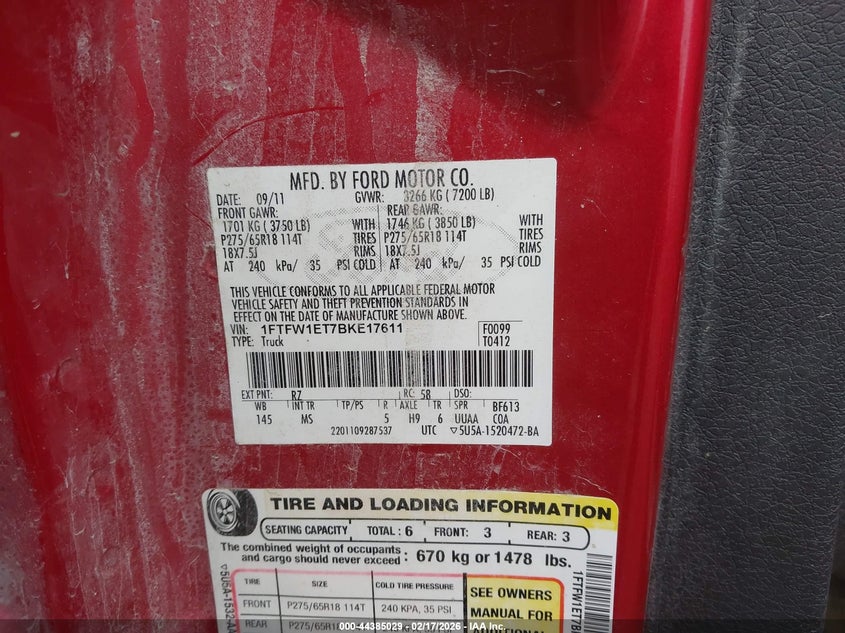 MFD. BY FORD MOTOR CO.
DATE: 09/11 GVWR: 3266 KG ( 7200 LB)
FRONT GAWR: REAR GAWR:
1701 KG ( 3750 LB) WITH 1746 KG ( 3850 LB) WITH
P275/65R18 114T TIRES P275/65R18 114T TIRES
18X7.5J RIMS 18X7.5J RIMS
AT 240 kPa/ 35 PSI COLD AT 240 kPa/ 35 PSI COLD
THIS VEHICLE CONFORMS TO ALL APPLICABLE FEDERAL MOTOR
VEHICLE SAFETY AND THEFT PREVENTION STANDARDS IN
EFFECT ON THE DATE OF MANUFACTURE SHOWN ABOVE.
VIN: 1FTFW1ET7BKE17611 F0099
TYPE: Truck T0412
EXT PNT: RZ RC: 58 DSO:
WB INT TR TP/PS R AXLE TR SPR BF613
145 MS 5 H9 6 UUAA COA
2201109287537 UTC ▽5U5A-1520472-BA
TIRE AND LOADING INFORMATION
SEATING CAPACITY TOTAL : 6 FRONT: 3 REAR: 3
The combined weight of occupants
and cargo should never exceed : 670 kg or 1478 lbs.
TIRE SIZE COLD TIRE PRESSURE
FRONT P275/65R18 114T 240 KPA, 35 PSI
REAR
SEE OWNERS
MANUAL FOR
ADDITIONAL
000-44385029 - 02/17/2026 - IAA, Inc.